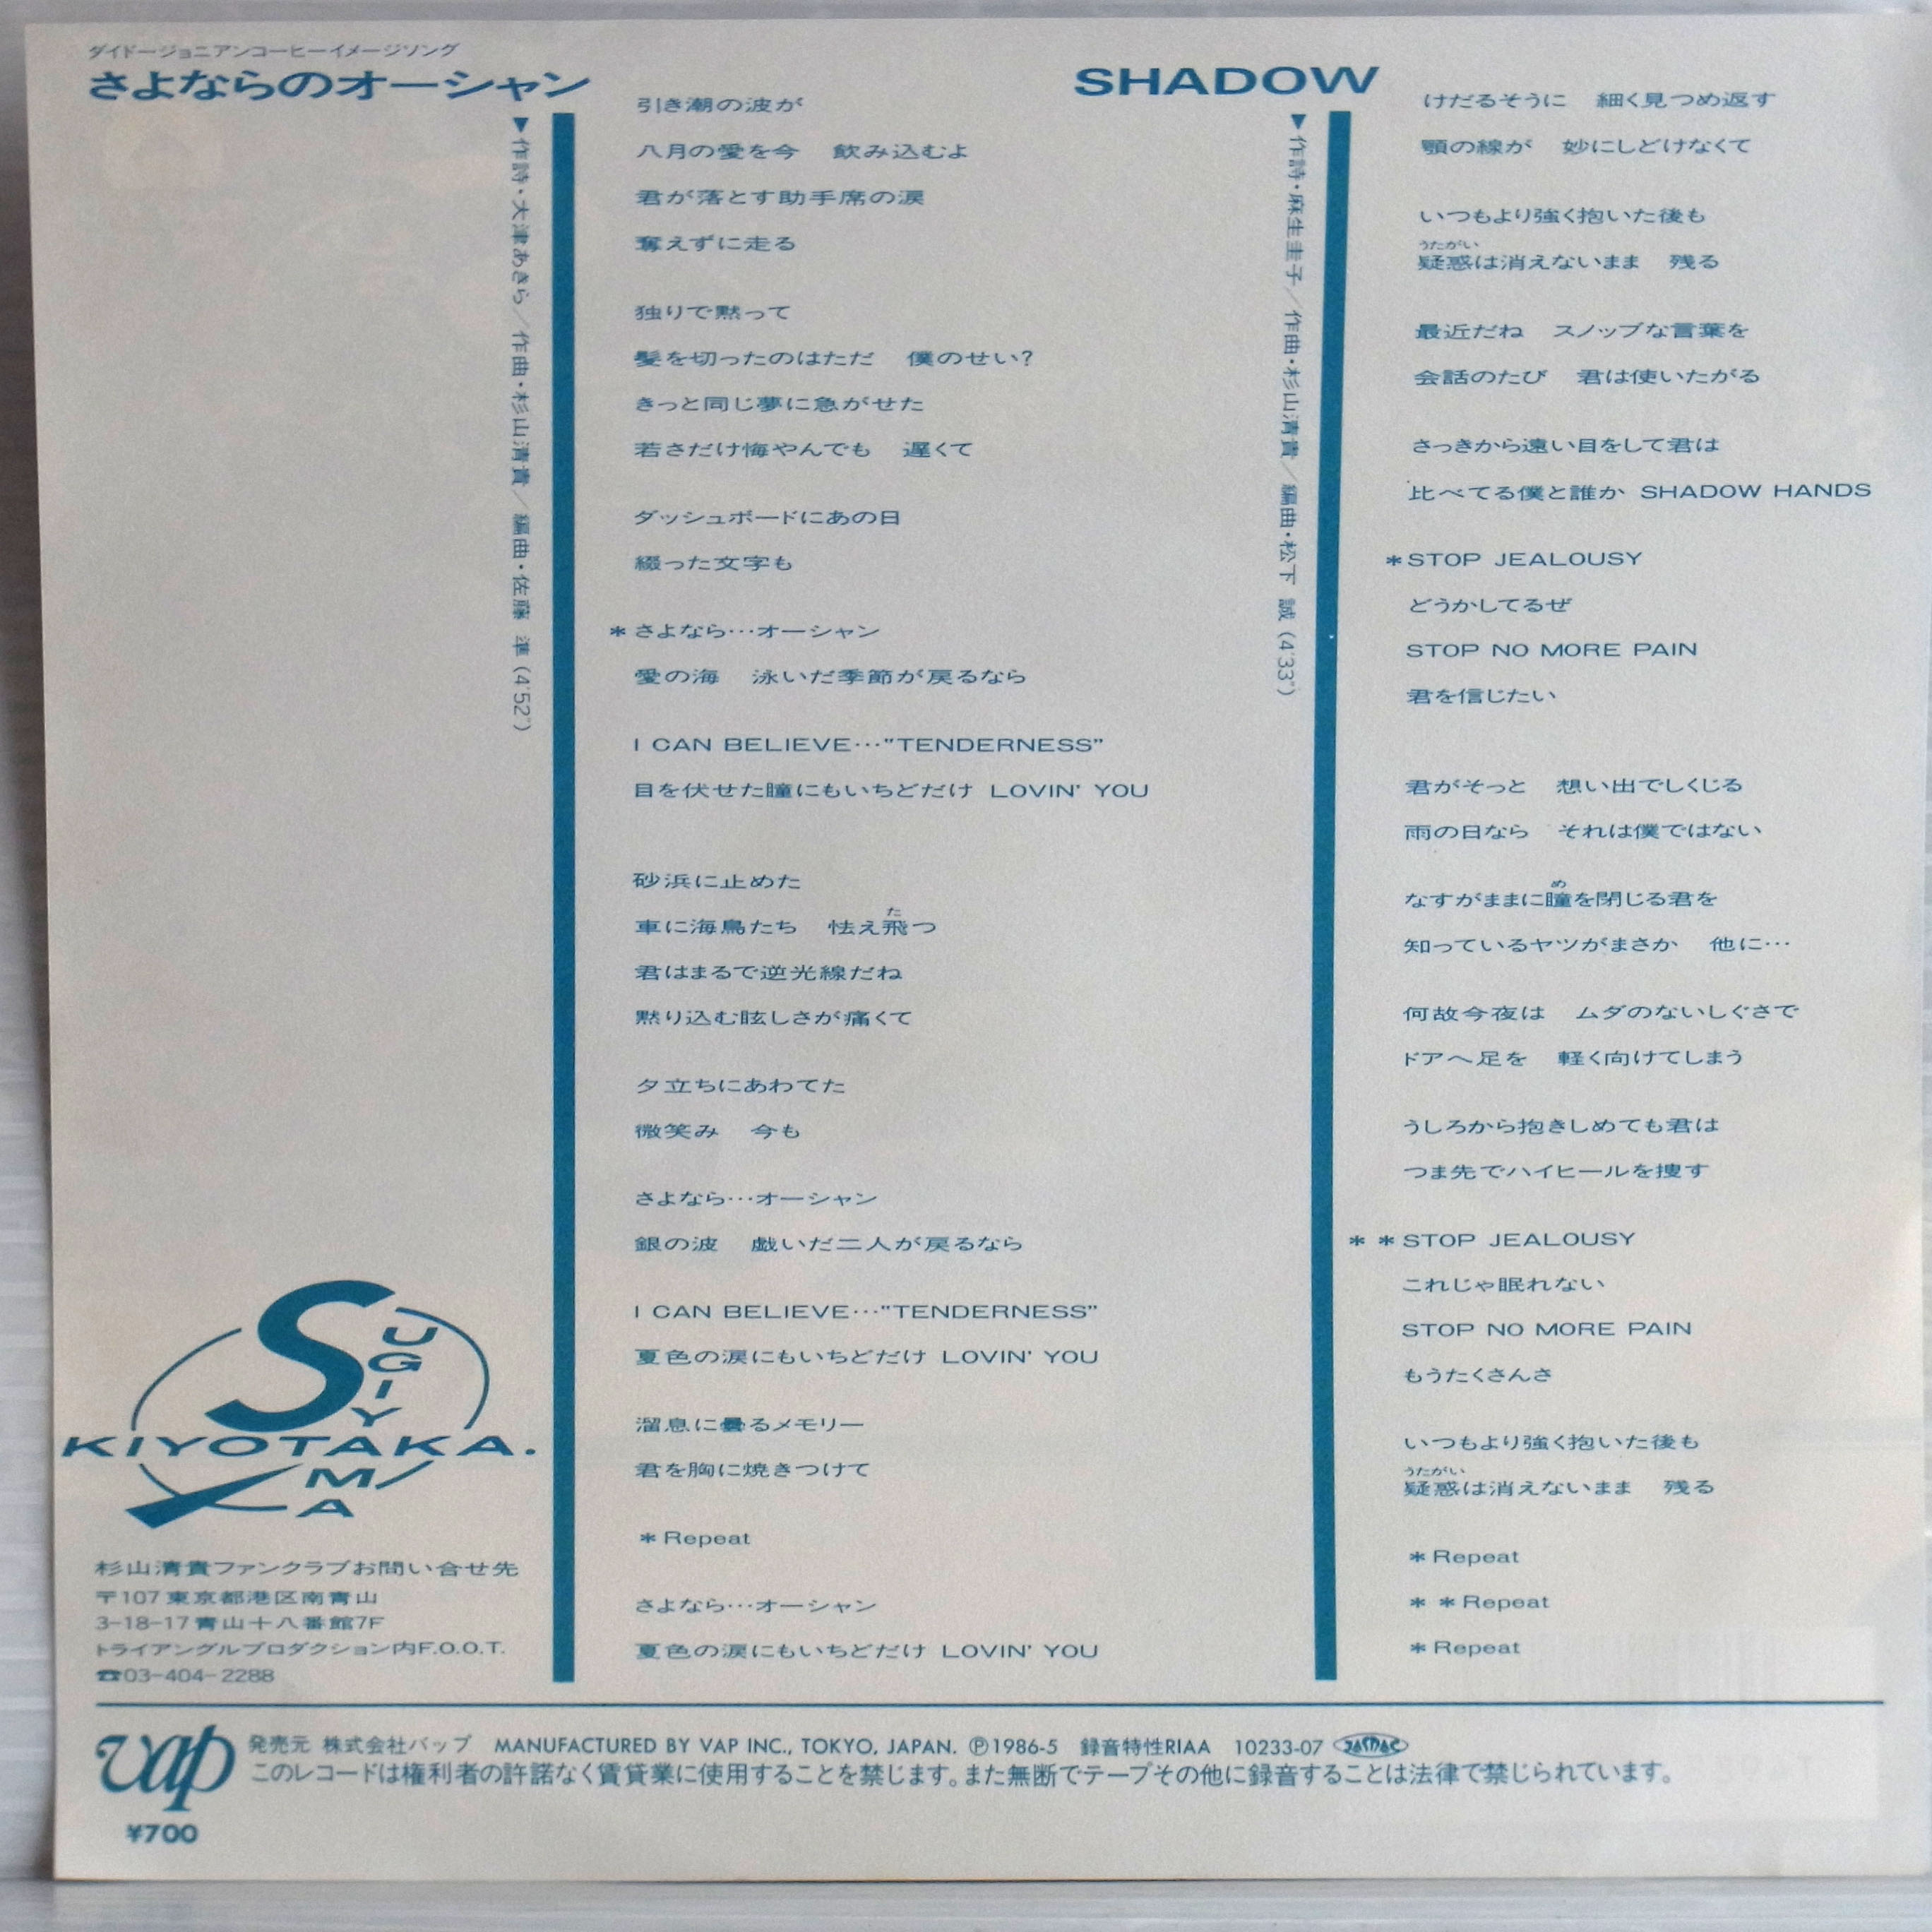 ダイドージョニアンコーヒーイメージソング
さよならのオーシャン
▼作詩・大津あきら／作曲・杉山清貴／編曲・佐藤 準（4'52"）
引き潮の波が
八月の愛を今　飲み込むよ
君が落とす助手席の涙
奪えずに走る
独りで黙って
髪を切ったのはただ　僕のせい?
きっと同じ夢に急がせた
若さだけ悔やんでも　遅くて
ダッシュボードにあの日
綴った文字も
＊さよなら…オーシャン
愛の海　泳いだ季節が戻るなら
I CAN BELIEVE…"TENDERNESS"
目を伏せた瞳にもいちどだけ LOVIN' YOU
砂浜に止めた
車に海鳥たち　怯え飛つ
た
君はまるで逆光線だね
黙り込む眩しさが痛くて
夕立ちにあわてた
微笑み　今も
さよなら…オーシャン
銀の波　戯いだ二人が戻るなら
I CAN BELIEVE…"TENDERNESS"
夏色の涙にもいちどだけ LOVIN' YOU
溜息に曇るメモリー
君を胸に焼きつけて
＊Repeat
さよなら…オーシャン
夏色の涙にもいちどだけ LOVIN' YOU
SHADOW
▼作詩・麻生圭子／作曲・杉山清貴／編曲・松下 誠（4'33"）
けだるそうに　細く見つめ返す
顎の線が　妙にしどけなくて
いつもより強く抱いた後も
うたがい
疑惑は消えないまま　残る
最近だね　スノッブな言葉を
会話のたび　君は使いたがる
さっきから遠い目をして君は
比べてる僕と誰か SHADOW HANDS
＊STOP JEALOUSY
どうかしてるぜ
STOP NO MORE PAIN
君を信じたい
君がそっと　想い出でしくじる
雨の日なら　それは僕ではない
め
なすがままに瞳を閉じる君を
知っているヤツがまさか　他に…
何故今夜は　ムダのないしぐさで
ドアへ足を　軽く向けてしまう
うしろから抱きしめても君は
つま先でハイヒールを捜す
＊＊STOP JEALOUSY
これじゃ眠れない
STOP NO MORE PAIN
もうたくさんさ
いつもより強く抱いた後も
うたがい
疑惑は消えないまま　残る
＊Repeat
＊＊Repeat
＊Repeat
SUGIYAMA
KIYOTAKA.
杉山清貴ファンクラブお問い合せ先
〒107 東京都港区南青山
3-18-17 青山十八番館7F
トライアングルプロダクション内F.O.O.T.
☎03-404-2288
vap
発売元 株式会社バップ　MANUFACTURED BY VAP INC., TOKYO, JAPAN. Ⓟ1986-5　録音特性RIAA　10233-07 JASRAC
このレコードは権利者の許諾なく賃貸業に使用することを禁じます。また無断でテープその他に録音することは法律で禁じられています。
¥700